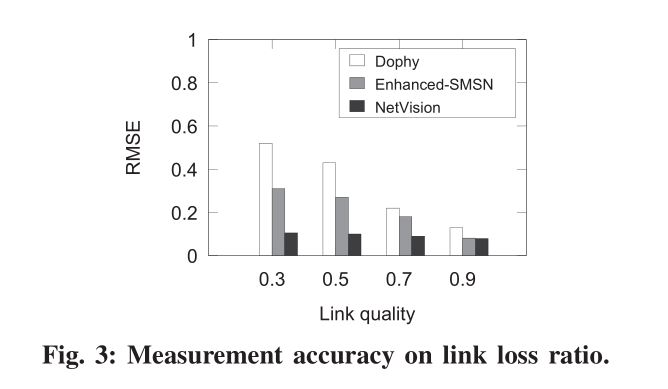 1
0.8
0.6
0.4
0.2
0
RMSE
Dophy
Enhanced-SMSN
NetVision
0.3 0.5 0.7 0.9
Link quality
Fig. 3: Measurement accuracy on link loss ratio.